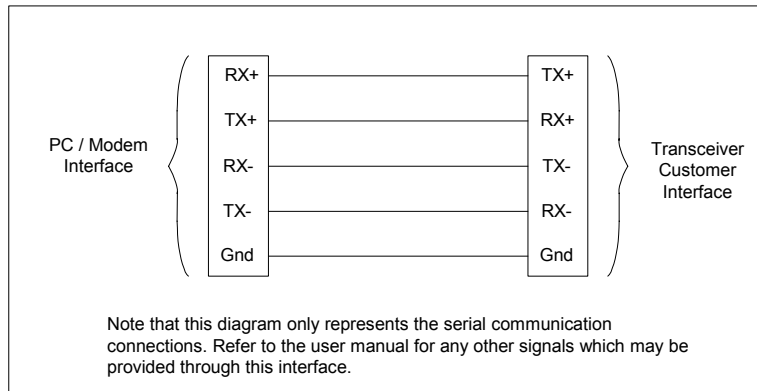 RX+ TX+
TX+ RX+
PC / Modem
Interface
RX- TX-
Transceiver
Customer
Interface
TX- RX-
Gnd Gnd
Note that this diagram only represents the serial communication
connections. Refer to the user manual for any other signals which may be
provided through this interface.